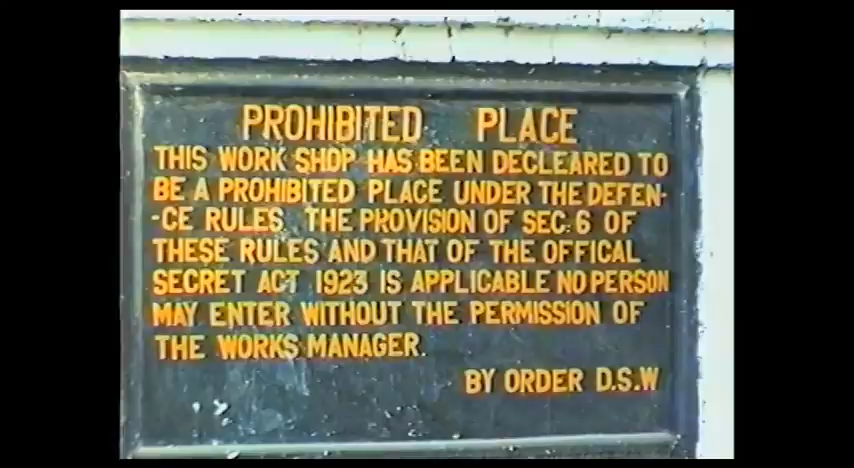 PROHIBITED PLACE
THIS WORK SHOP HAS BEEN DECLEARED TO
BE A PROHIBITED PLACE UNDER THE DEFEN-
-CE RULES. THE PROVISION OF SEC. 6 OF
THESE RULES AND THAT OF THE OFFICAL
SECRET ACT 1923 IS APPLICABLE NO PERSON
MAY ENTER WITHOUT THE PERMISSION OF
THE WORKS MANAGER.
BY ORDER D.S.W